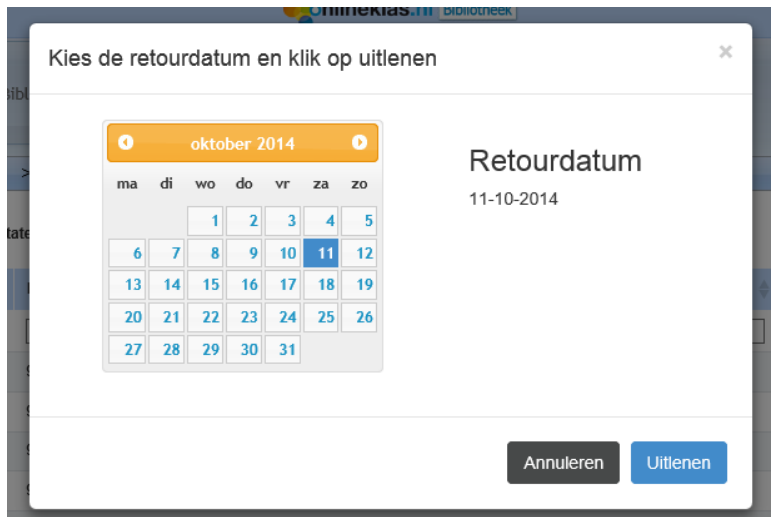 onlineklas.nl Bibliotheek
Kies de retourdatum en klik op uitlenen ×
oktober 2014
ma di wo do vr za zo
1 2 3 4 5
6 7 8 9 10 11 12
13 14 15 16 17 18 19
20 21 22 23 24 25 26
27 28 29 30 31
Retourdatum
11-10-2014
Annuleren Uitlenen